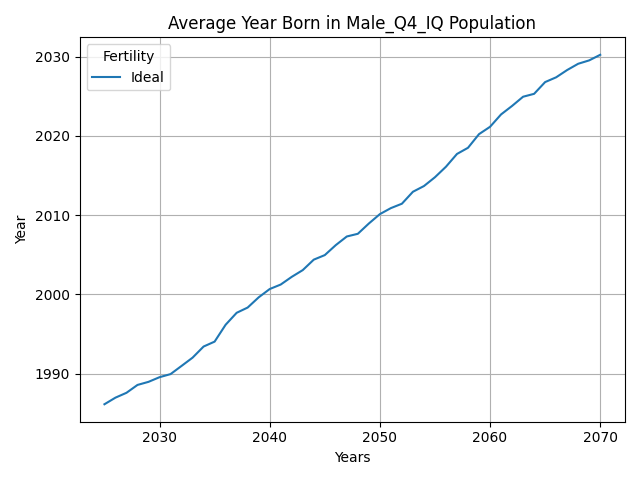 Average Year Born in Male_Q4_IQ Population
Fertility
Ideal
Year
2030
2020
2010
2000
1990
2030 2040 2050 2060 2070
Years